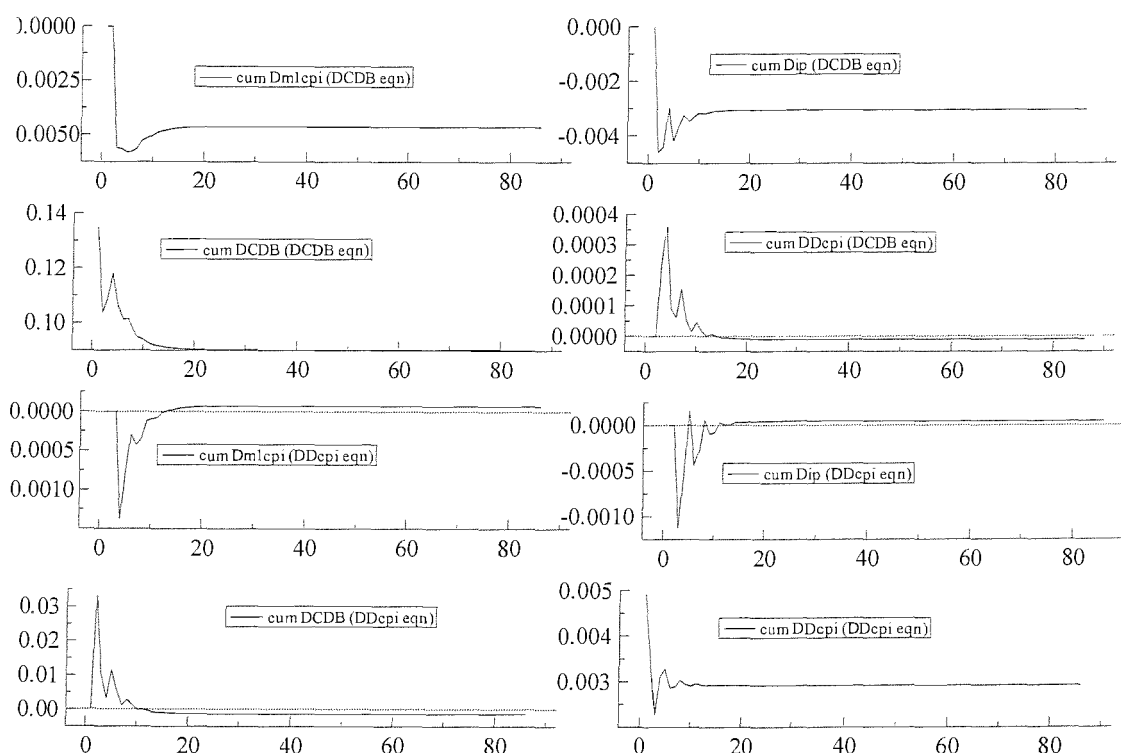 0.0000
0.0025
0.0050
cum Dm1cpi (DCDB eqn)
0 20 40 60 80
0.000
-0.002
-0.004
cum Dip (DCDB eqn)
0 20 40 60 80
0.14
0.12
0.10
cum DCDB (DCDB eqn)
0 20 40 60 80
0.0004
0.0003
0.0002
0.0001
0.0000
cum DDcpi (DCDB eqn)
0 20 40 60 80
0.0000
0.0005
0.0010
cum Dm1cpi (DDcpi eqn)
0 20 40 60 80
0.0000
-0.0005
-0.0010
cum Dip (DDcpi eqn)
0 20 40 60 80
0.03
0.02
0.01
0.00
cum DCDB (DDcpi eqn)
0 20 40 60 80
0.005
0.004
0.003
cum DDcpi (DDcpi eqn)
0 20 40 60 80